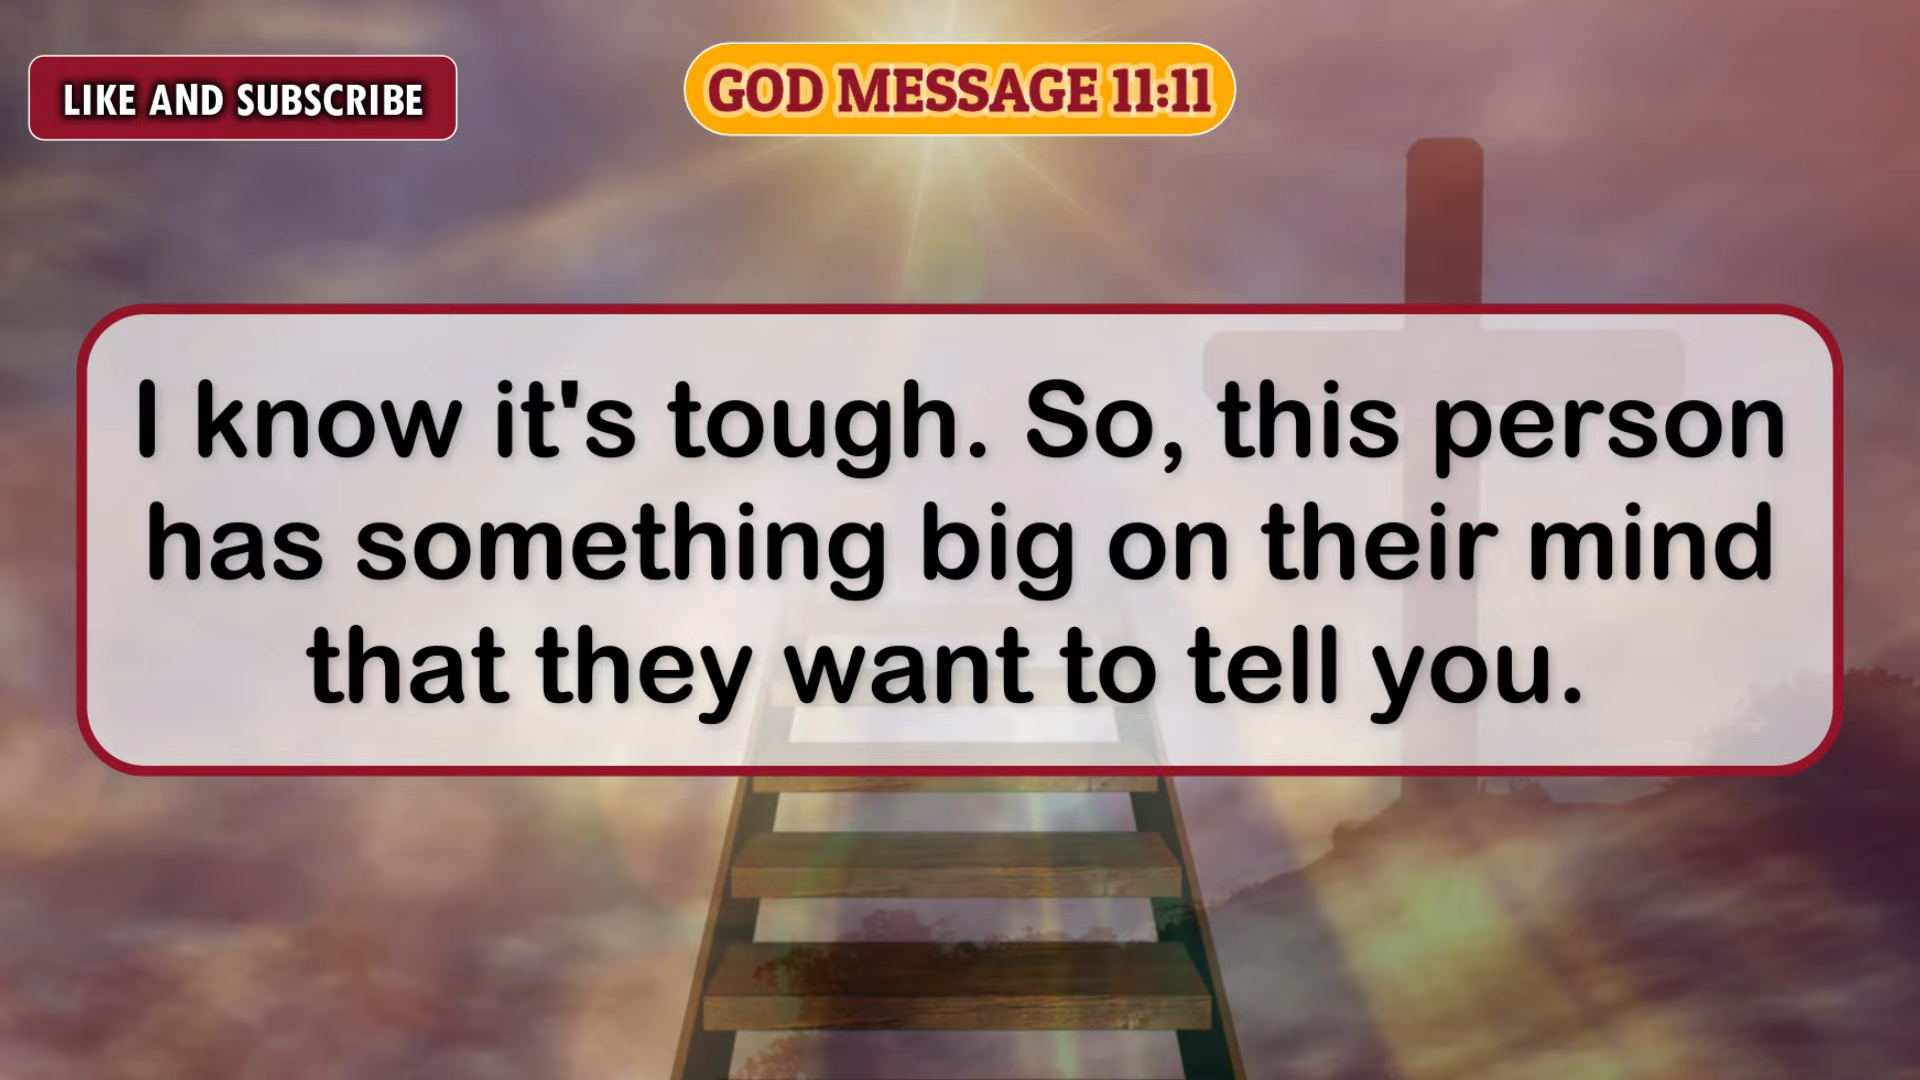 LIKE AND SUBSCRIBE
GOD MESSAGE 11:11
I know it's tough. So, this person
has something big on their mind
that they want to tell you.